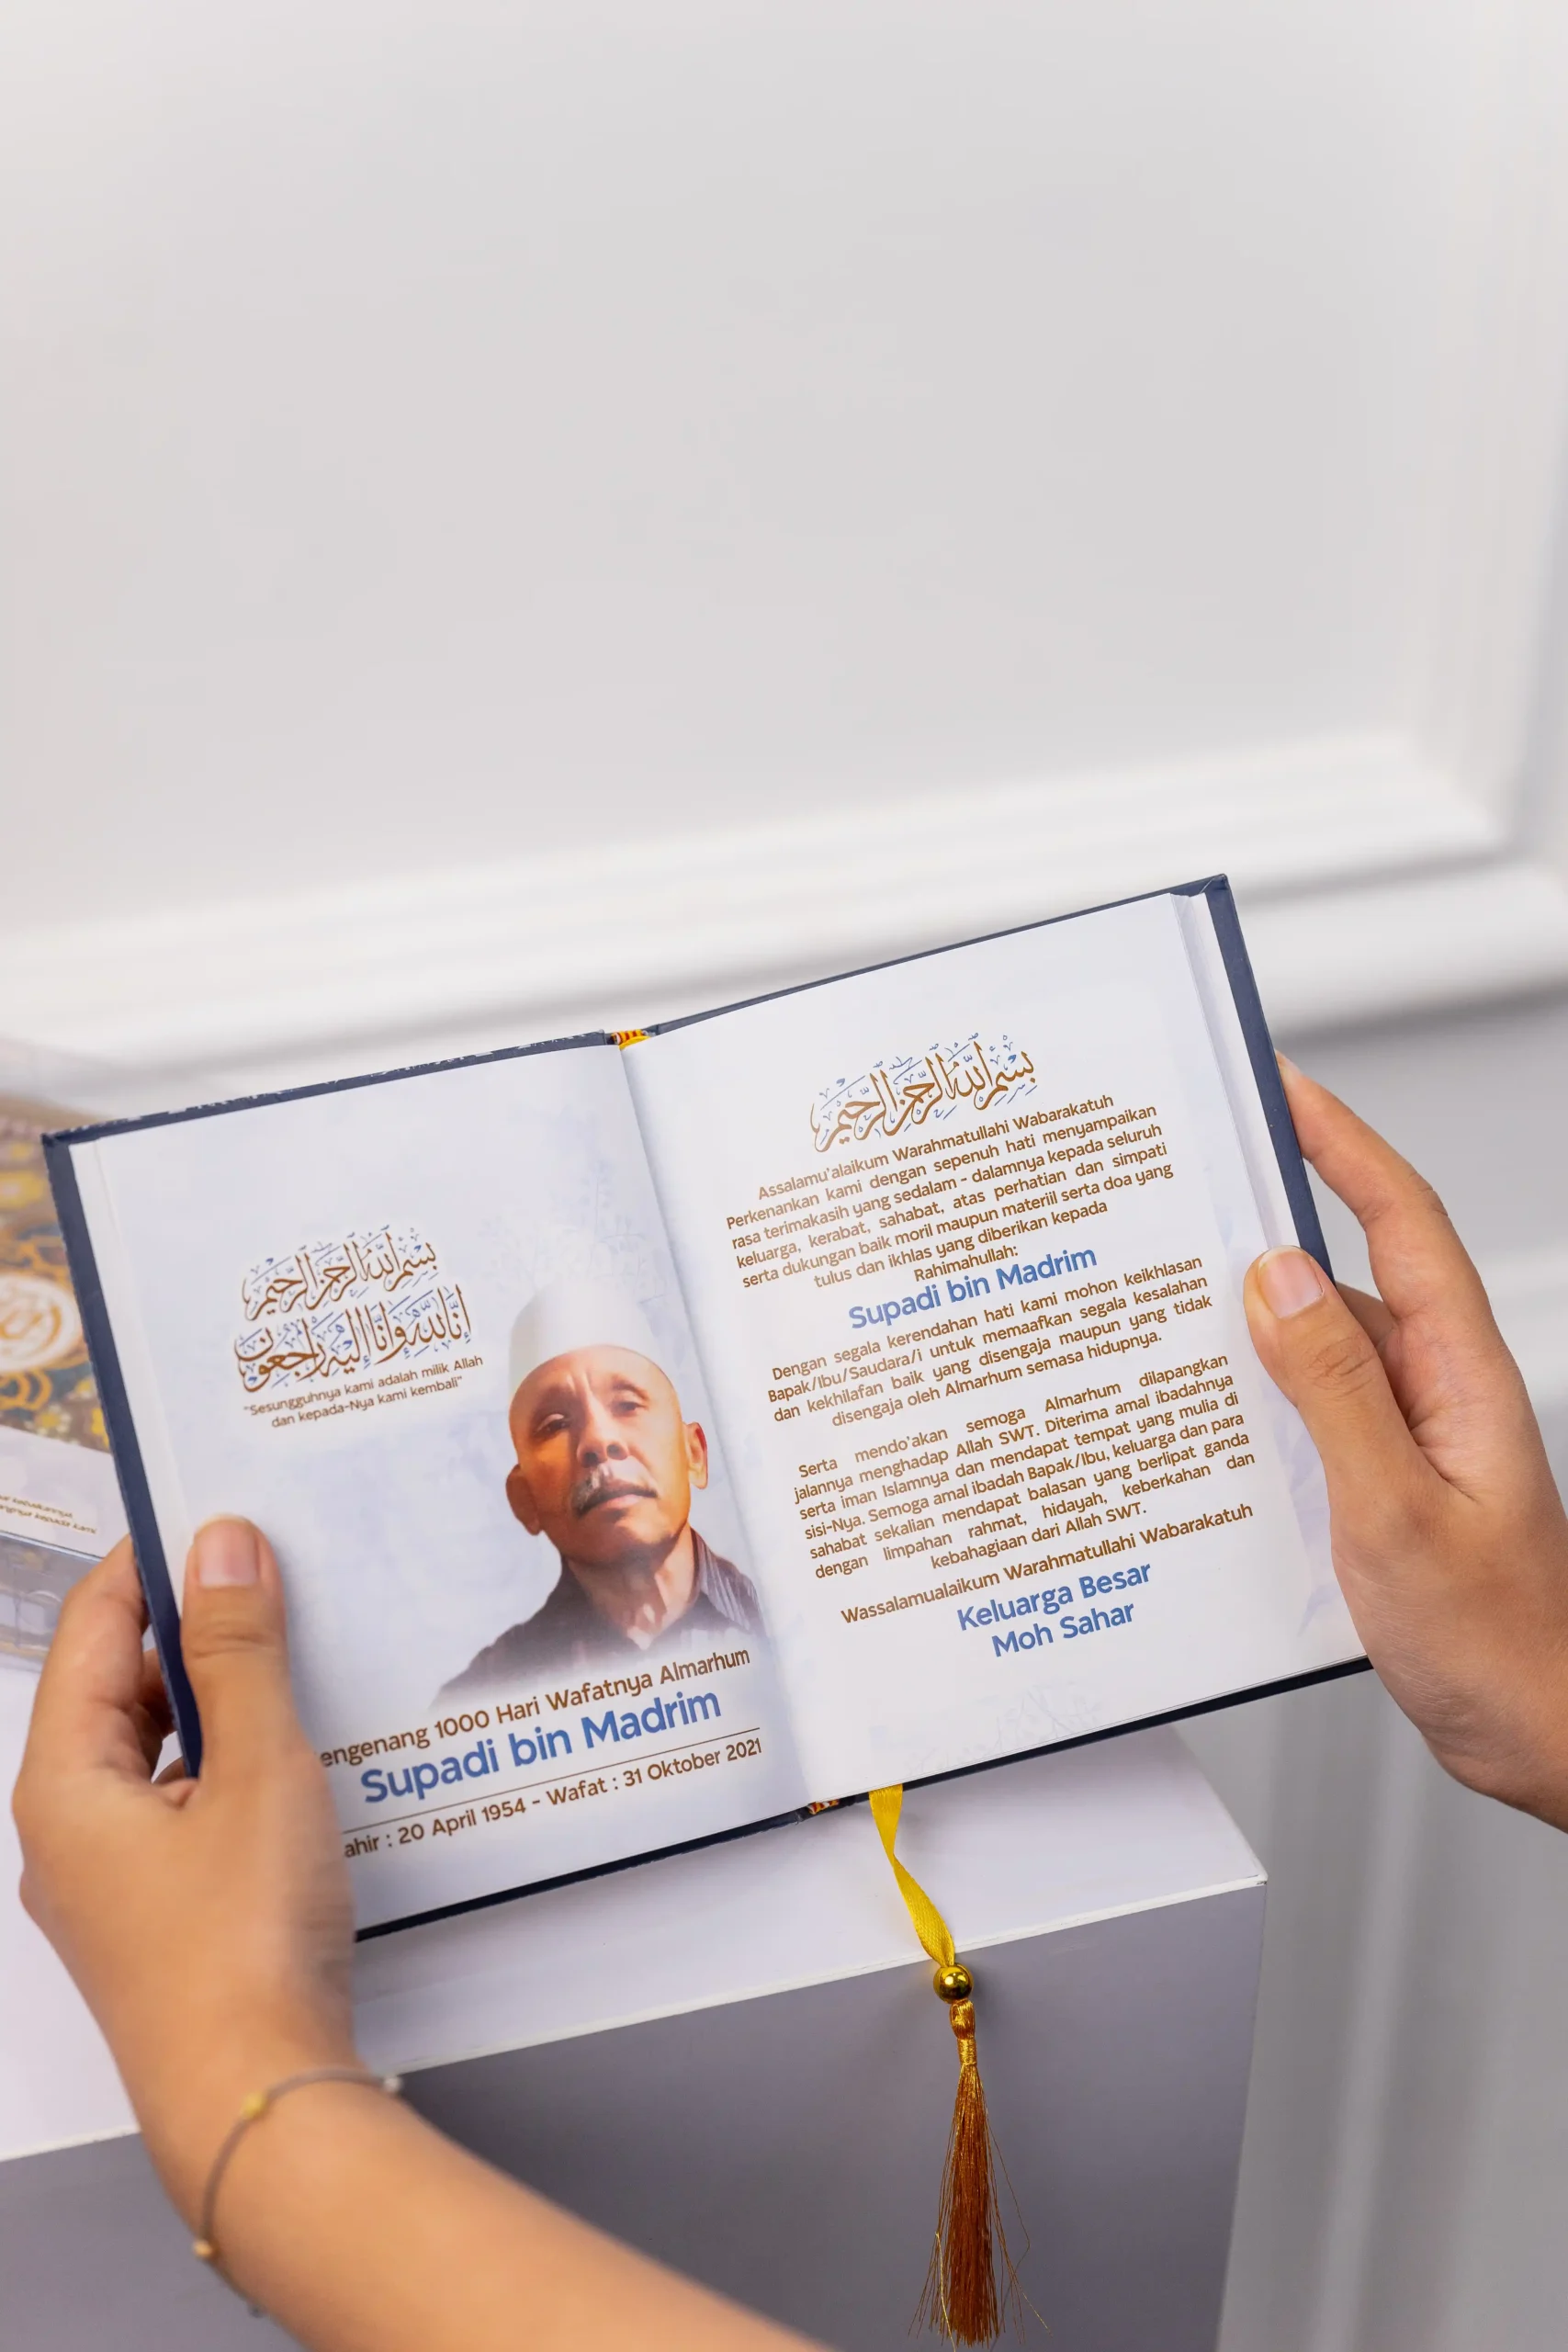 بسم الله الرحمن الرحيم
إنا لله وإنا إليه راجعون
"Sesungguhnya kami adalah milik Allah
dan kepada-Nya kami kembali"
engenang 1000 Hari Wafatnya Almarhum
Supadi bin Madrim
ahir : 20 April 1954 - Wafat : 31 Oktober 2021
بسم الله الرحمن الرحيم
Assalamu'alaikum Warahmatullahi Wabarakatuh
Perkenankan kami dengan sepenuh hati menyampaikan
rasa terimakasih yang sedalam - dalamnya kepada seluruh
keluarga, kerabat, sahabat, atas perhatian dan simpati
serta dukungan baik moril maupun materiil serta doa yang
tulus dan ikhlas yang diberikan kepada
Rahimahullah:
Supadi bin Madrim
Dengan segala kerendahan hati kami mohon keikhlasan
Bapak/Ibu/Saudara/i untuk memaafkan segala kesalahan
dan kekhilafan baik yang disengaja maupun yang tidak
disengaja oleh Almarhum semasa hidupnya.
Serta mendo'akan semoga Almarhum dilapangkan
jalannya menghadap Allah SWT. Diterima amal ibadahnya
serta iman Islamnya dan mendapat tempat yang mulia di
sisi-Nya. Semoga amal ibadah Bapak/Ibu, keluarga dan para
sahabat sekalian mendapat balasan yang berlipat ganda
dengan limpahan rahmat, hidayah, keberkahan dan
kebahagiaan dari Allah SWT.
Wassalamualaikum Warahmatullahi Wabarakatuh
Keluarga Besar
Moh Sahar